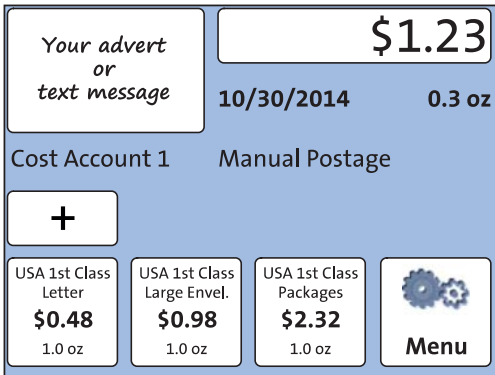 Your advert
or
text message
$1.23
10/30/2014 0.3 oz
Cost Account 1 Manual Postage
+
USA 1st Class
Letter
$0.48
1.0 oz
USA 1st Class
Large Envel.
$0.98
1.0 oz
USA 1st Class
Packages
$2.32
1.0 oz
Menu